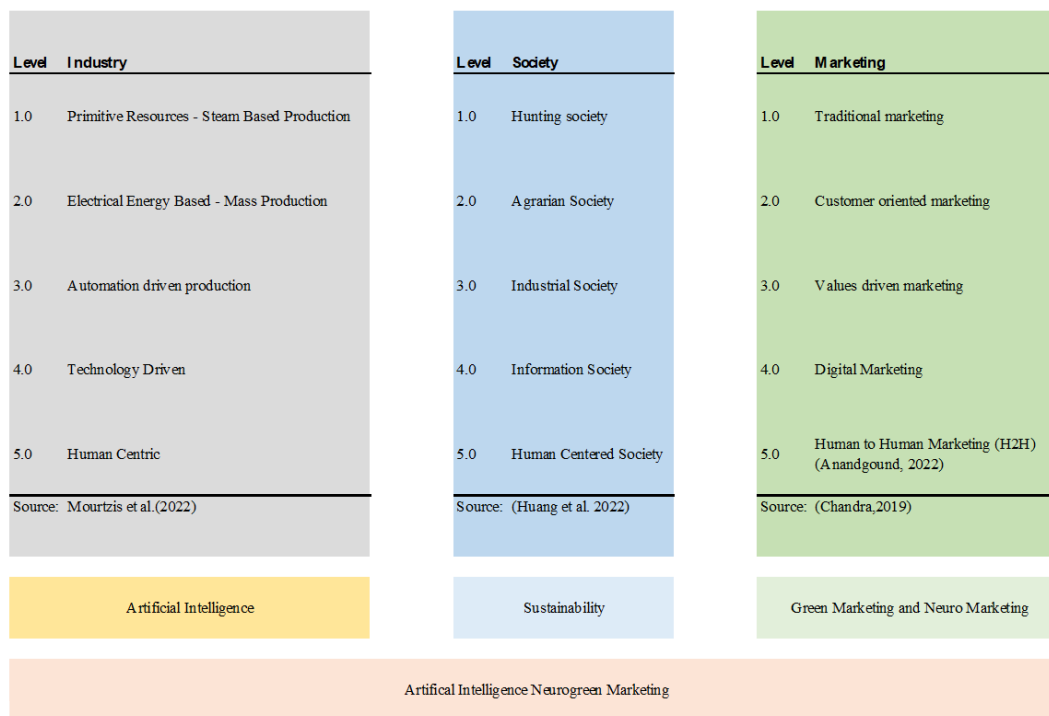 Level Industry
1.0 Primitive Resources - Steam Based Production
2.0 Electrical Energy Based - Mass Production
3.0 Automation driven production
4.0 Technology Driven
5.0 Human Centric
Source: Mourtzis et al.(2022)
Level Society
1.0 Hunting society
2.0 Agrarian Society
3.0 Industrial Society
4.0 Information Society
5.0 Human Centered Society
Source: (Huang et al. 2022)
Level Marketing
1.0 Traditional marketing
2.0 Customer oriented marketing
3.0 Values driven marketing
4.0 Digital Marketing
5.0 Human to Human Marketing (H2H)
(Anandgound, 2022)
Source: (Chandra,2019)
Artificial Intelligence
Sustainability
Green Marketing and Neuro Marketing
Artifical Intelligence Neurogreen Marketing